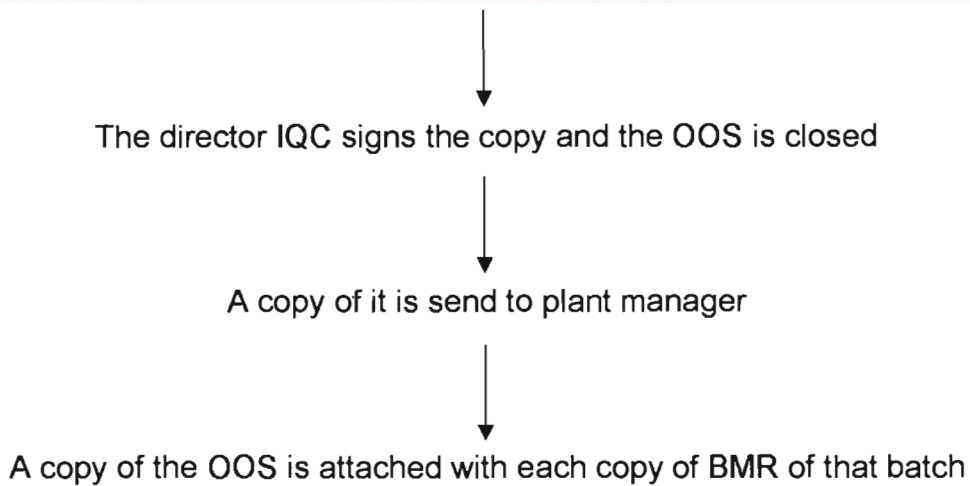 The director IQC signs the copy and the OOS is closed
A copy of it is send to plant manager
A copy of the OOS is attached with each copy of BMR of that batch